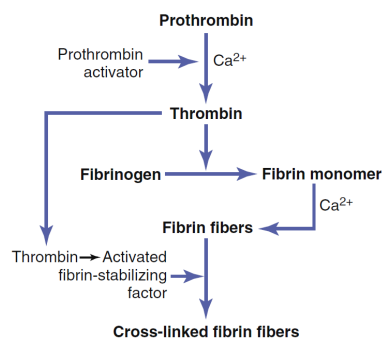 Prothrombin
Prothrombin
activator
Ca2+
Thrombin
Fibrinogen
Fibrin monomer
Ca2+
Fibrin fibers
Thrombin → Activated
fibrin-stabilizing
factor
Cross-linked fibrin fibers